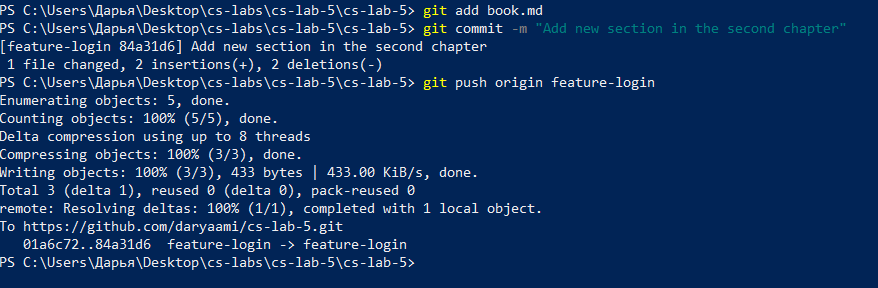 PS C:\Users\Дарья\Desktop\cs-labs\cs-lab-5\cs-lab-5> git add book.md
PS C:\Users\Дарья\Desktop\cs-labs\cs-lab-5\cs-lab-5> git commit -m "Add new section in the second chapter"
[feature-login 84a31d6] Add new section in the second chapter
 1 file changed, 2 insertions(+), 2 deletions(-)
PS C:\Users\Дарья\Desktop\cs-labs\cs-lab-5\cs-lab-5> git push origin feature-login
Enumerating objects: 5, done.
Counting objects: 100% (5/5), done.
Delta compression using up to 8 threads
Compressing objects: 100% (3/3), done.
Writing objects: 100% (3/3), 433 bytes | 433.00 KiB/s, done.
Total 3 (delta 1), reused 0 (delta 0), pack-reused 0
remote: Resolving deltas: 100% (1/1), completed with 1 local object.
To https://github.com/daryaami/cs-lab-5.git
   01a6c72..84a31d6  feature-login -> feature-login
PS C:\Users\Дарья\Desktop\cs-labs\cs-lab-5\cs-lab-5>